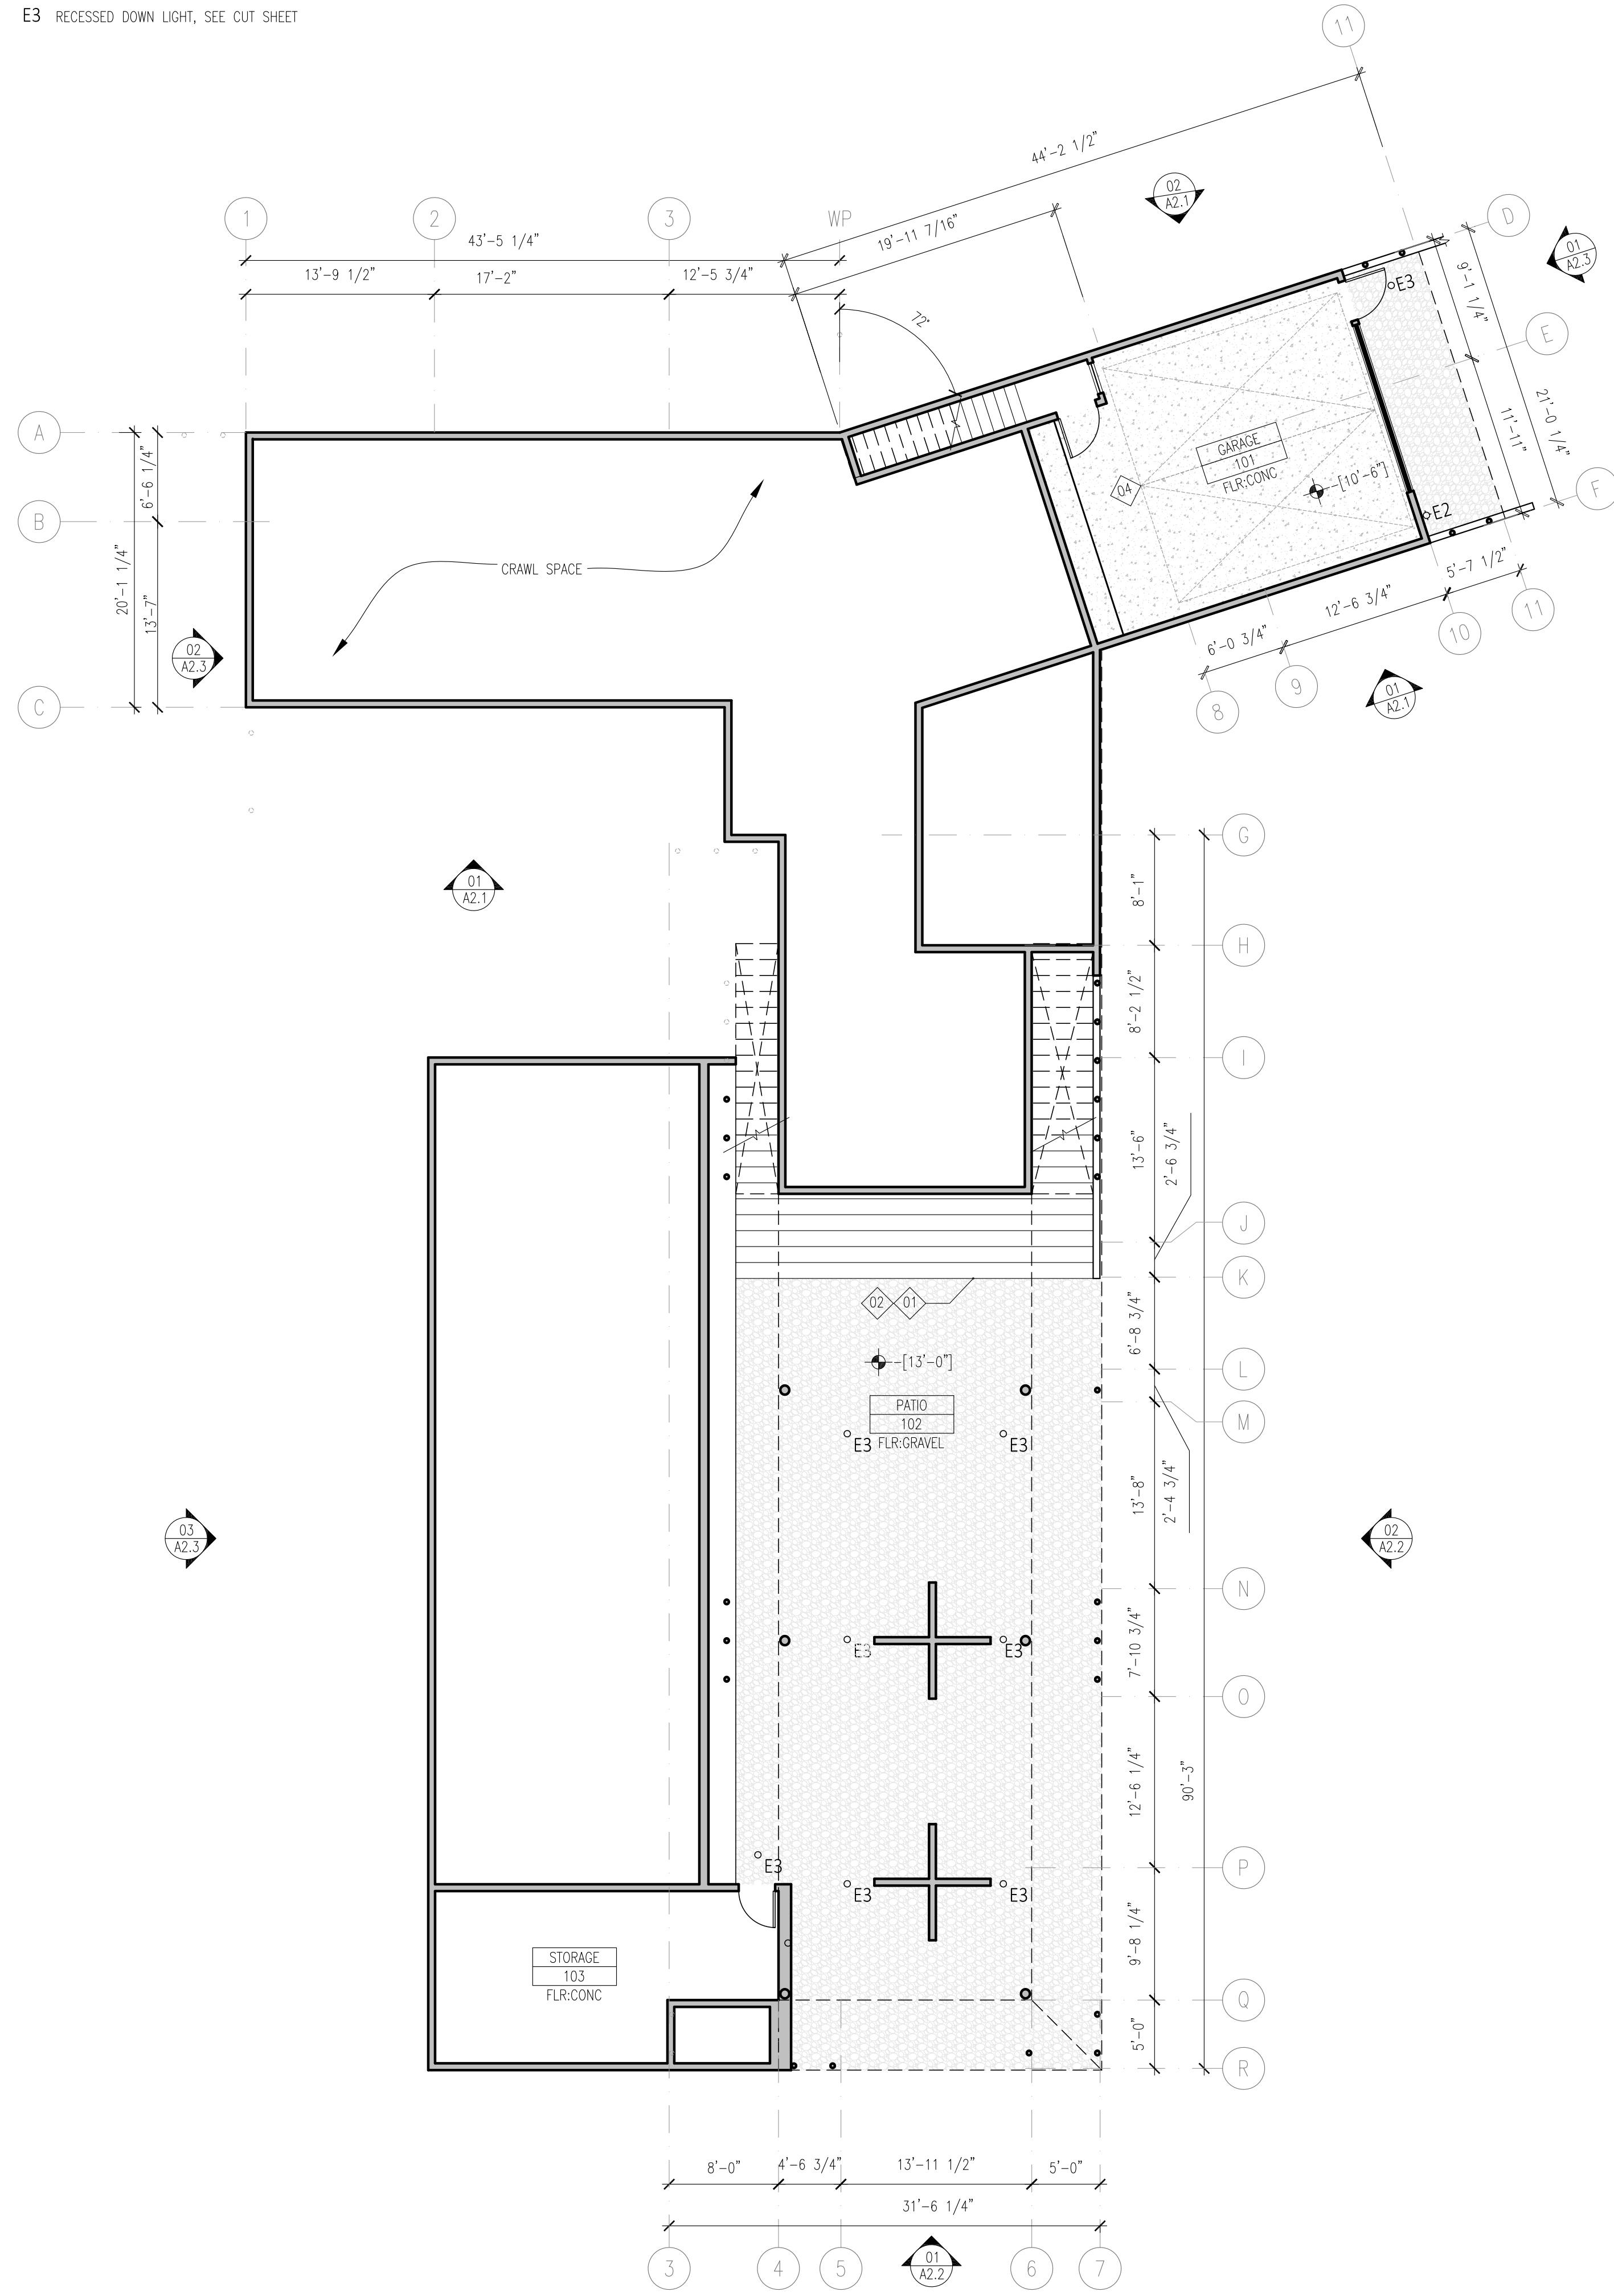 E3 RECESSED DOWN LIGHT, SEE CUT SHEET
11
44'-2 1/2"
02
A2.1
19'-11 7/16"
D
01
A2.3
1
2
3
WP
43'-5 1/4"
13'-9 1/2"
17'-2"
12'-5 3/4"
72°
E3
9'-1 1/4"
E
21'-0 1/4"
11'-11"
A
6'-6 1/4"
GARAGE
101
FLR:CONC
-[10'-6"]
04
E2
F
B
20'-1 1/4"
13'-7"
CRAWL SPACE
5'-7 1/2"
12'-6 3/4"
6'-0 3/4"
11
10
9
8
02
A2.3
C
01
A2.1
G
01
A2.1
8'-1"
H
8'-2 1/2"
I
13'-6"
2'-6 3/4"
J
K
02
01
6'-8 3/4"
-[13'-0"]
L
PATIO
102
FLR:GRAVEL
M
E3
E3
13'-8"
2'-4 3/4"
03
A2.3
02
A2.2
N
E3
E3
7'-10 3/4"
O
12'-6 1/4"
90'-3"
E3
P
E3
E3
9'-8 1/4"
STORAGE
103
FLR:CONC
Q
5'-0"
R
8'-0"
4'-6 3/4"
13'-11 1/2"
5'-0"
31'-6 1/4"
3
4
5
01
A2.2
6
7